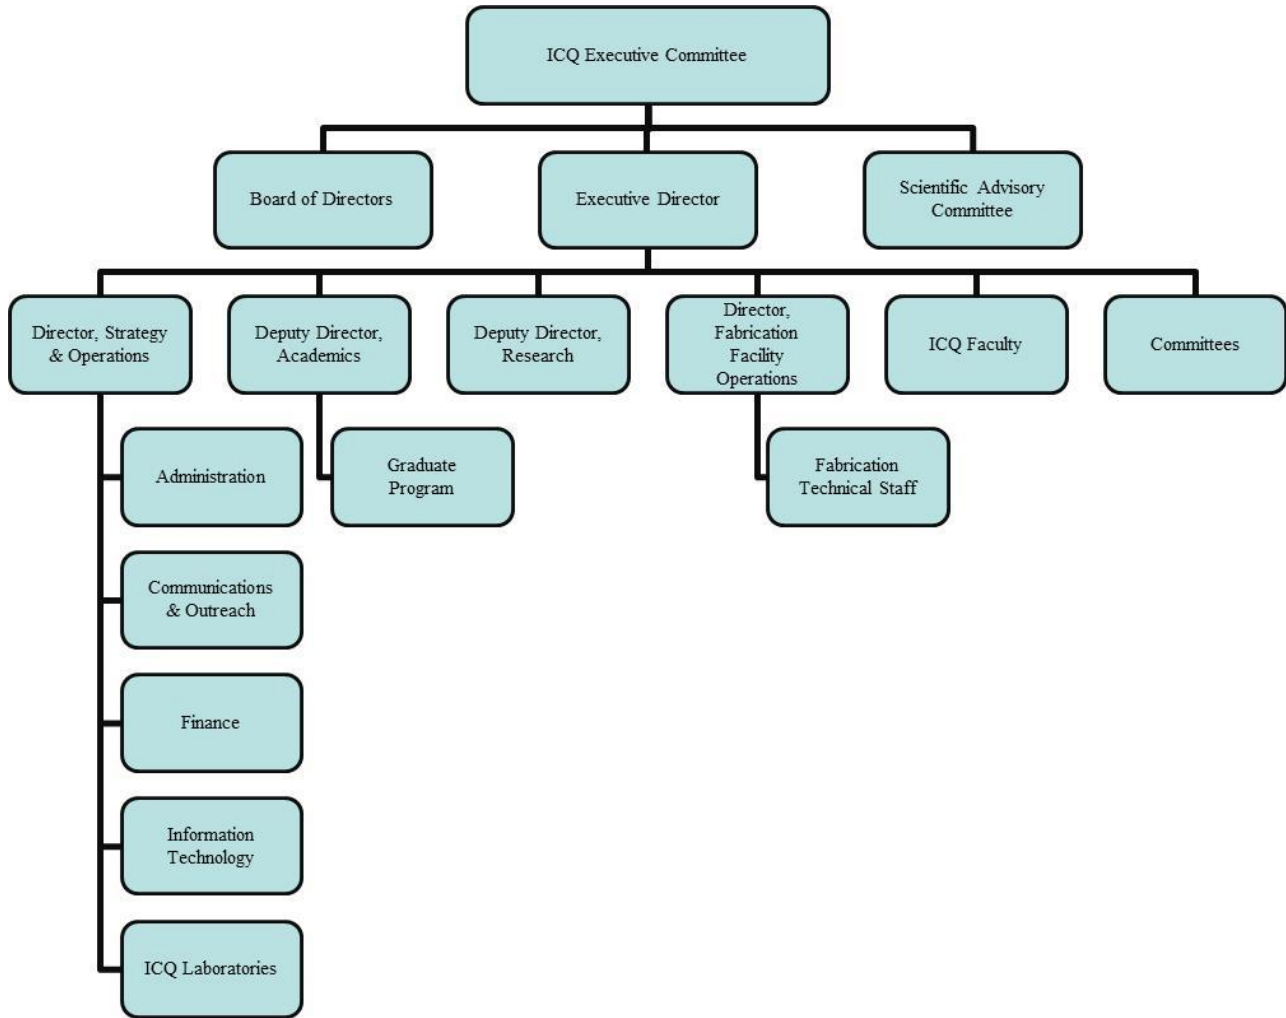 ICQ Executive Committee
Board of Directors
Executive Director
Scientific Advisory
Committee
Director, Strategy
& Operations
Deputy Director,
Academics
Deputy Director,
Research
Director,
Fabrication
Facility
Operations
ICQ Faculty
Committees
Administration
Graduate
Program
Fabrication
Technical Staff
Communications
& Outreach
Finance
Information
Technology
ICQ Laboratories